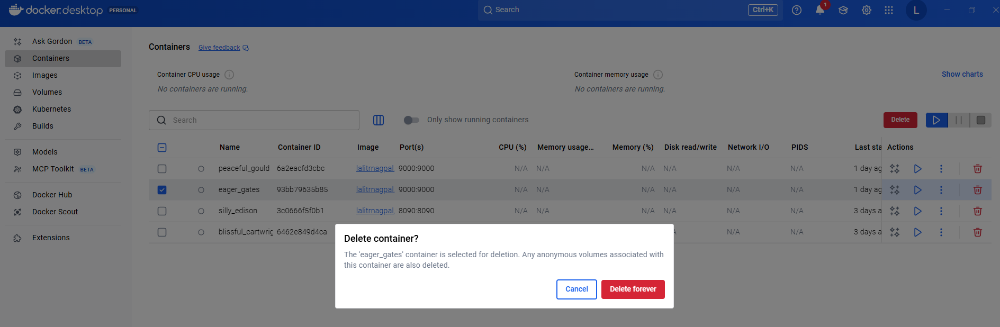 docker.desktop PERSONAL Search Ctrl+K 1 L
Ask Gordon BETA
Containers
Images
Volumes
Kubernetes
Builds
Models
MCP Toolkit BETA
Docker Hub
Docker Scout
Extensions
Containers Give feedback
Container CPU usage Container memory usage Show charts
No containers are running. No containers are running.
Search Only show running containers Delete
Name Container ID Image Port(s) CPU (%) Memory usage... Memory (%) Disk read/write Network I/O PIDS Last sta Actions
peaceful_gould 6a2eacfd3cbc lalitrnagpal, 9000:9000 N/A N/A N/A N/A N/A N/A 1 day ag
eager_gates 93bb79635b85 lalitrnagpal, 9000:9000 N/A N/A N/A N/A N/A N/A 1 day ag
silly_edison 3c0666f5f0b1 lalitrnagpal, 8090:8090 N/A N/A N/A N/A N/A N/A 3 days a
blissful_cartwrig 6462e849d4ca N/A N/A 3 days a
Delete container?
The 'eager_gates' container is selected for deletion. Any anonymous volumes associated with
this container are also deleted.
Cancel Delete forever